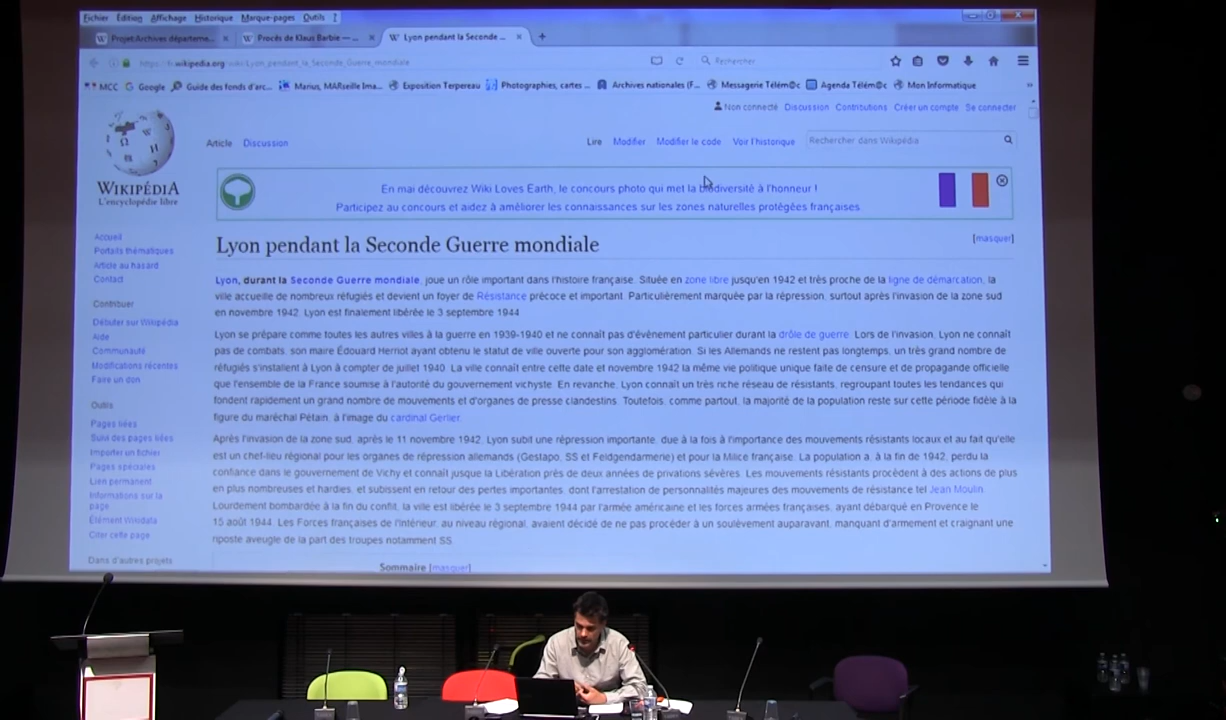 Fichier Édition Affichage Historique Marque-pages Outils ?
Projet:Archives départeme...
Procès de Klaus Barbie — ...
Lyon pendant la Seconde ...
https://fr.wikipedia.org/wiki/Lyon_pendant_la_Seconde_Guerre_mondiale
Rechercher
MCC
Google
Guide des fonds d'arc...
Marius, MARseille Ima...
Exposition Terpereau
Photographies, cartes ...
Archives nationales (F...
Messagerie Télém@c
Agenda Télém@c
Mon Informatique
Non connecté Discussion Contributions Créer un compte Se connecter
Article Discussion
Lire Modifier Modifier le code Voir l'historique
Rechercher dans Wikipédia
WIKIPÉDIA
L'encyclopédie libre
En mai découvrez Wiki Loves Earth, le concours photo qui met la biodiversité à l'honneur !
Participez au concours et aidez à améliorer les connaissances sur les zones naturelles protégées françaises.
[masquer]
Accueil
Portails thématiques
Article au hasard
Contact
Contribuer
Débuter sur Wikipédia
Aide
Communauté
Modifications récentes
Faire un don
Outils
Pages liées
Suivi des pages liées
Importer un fichier
Pages spéciales
Lien permanent
Informations sur la
page
Élément Wikidata
Citer cette page
Dans d'autres projets
Lyon pendant la Seconde Guerre mondiale
Lyon, durant la Seconde Guerre mondiale, joue un rôle important dans l'histoire française. Située en zone libre jusqu'en 1942 et très proche de la ligne de démarcation, la
ville accueille de nombreux réfugiés et devient un foyer de Résistance précoce et important. Particulièrement marquée par la répression, surtout après l'invasion de la zone sud
en novembre 1942, Lyon est finalement libérée le 3 septembre 1944.
Lyon se prépare comme toutes les autres villes à la guerre en 1939-1940 et ne connaît pas d'évènement particulier durant la drôle de guerre. Lors de l'invasion, Lyon ne connaît
pas de combats, son maire Édouard Herriot ayant obtenu le statut de ville ouverte pour son agglomération. Si les Allemands ne restent pas longtemps, un très grand nombre de
réfugiés s'installent à Lyon à compter de juillet 1940. La ville connaît entre cette date et novembre 1942 la même vie politique unique faite de censure et de propagande officielle
que l'ensemble de la France soumise à l'autorité du gouvernement vichyste. En revanche, Lyon connaît un très riche réseau de résistants, regroupant toutes les tendances qui
fondent rapidement un grand nombre de mouvements et d'organes de presse clandestins. Toutefois, comme partout, la majorité de la population reste sur cette période fidèle à la
figure du maréchal Pétain, à l'image du cardinal Gerlier.
Après l'invasion de la zone sud, après le 11 novembre 1942, Lyon subit une répression importante, due à la fois à l'importance des mouvements résistants locaux et au fait qu'elle
est un chef-lieu régional pour les organes de répression allemands (Gestapo, SS et Feldgendarmerie) et pour la Milice française. La population a, à la fin de 1942, perdu la
confiance dans le gouvernement de Vichy et connaît jusque la Libération près de deux années de privations sévères. Les mouvements résistants procèdent à des actions de plus
en plus nombreuses et hardies, et subissent en retour des pertes importantes, dont l'arrestation de personnalités majeures des mouvements de résistance tel Jean Moulin.
Lourdement bombardée à la fin du conflit, la ville est libérée le 3 septembre 1944 par l'armée américaine et les forces armées françaises, ayant débarqué en Provence le
15 août 1944. Les Forces françaises de l'intérieur, au niveau régional, avaient décidé de ne pas procéder à un soulèvement auparavant, manquant d'armement et craignant une
riposte aveugle de la part des troupes notamment SS.
Sommaire [masquer]